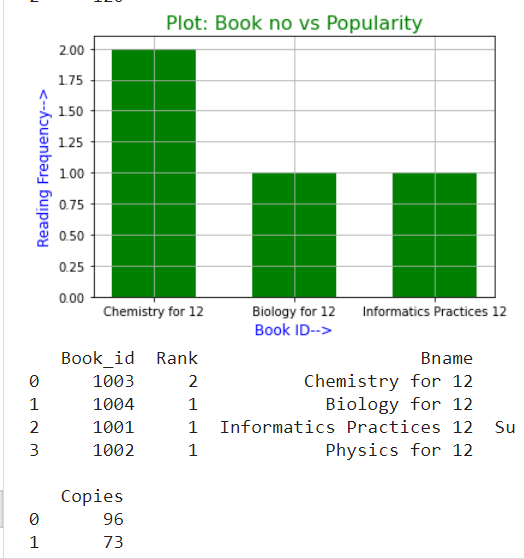 Plot: Book no vs Popularity
2.00
1.75
1.50
1.25
1.00
0.75
0.50
0.25
0.00
Reading Frequency-->
Chemistry for 12 Biology for 12 Informatics Practices 12
Book ID-->
Book_id Rank Bname
0 1003 2 Chemistry for 12
1 1004 1 Biology for 12
2 1001 1 Informatics Practices 12 Su
3 1002 1 Physics for 12
Copies
0 96
1 73